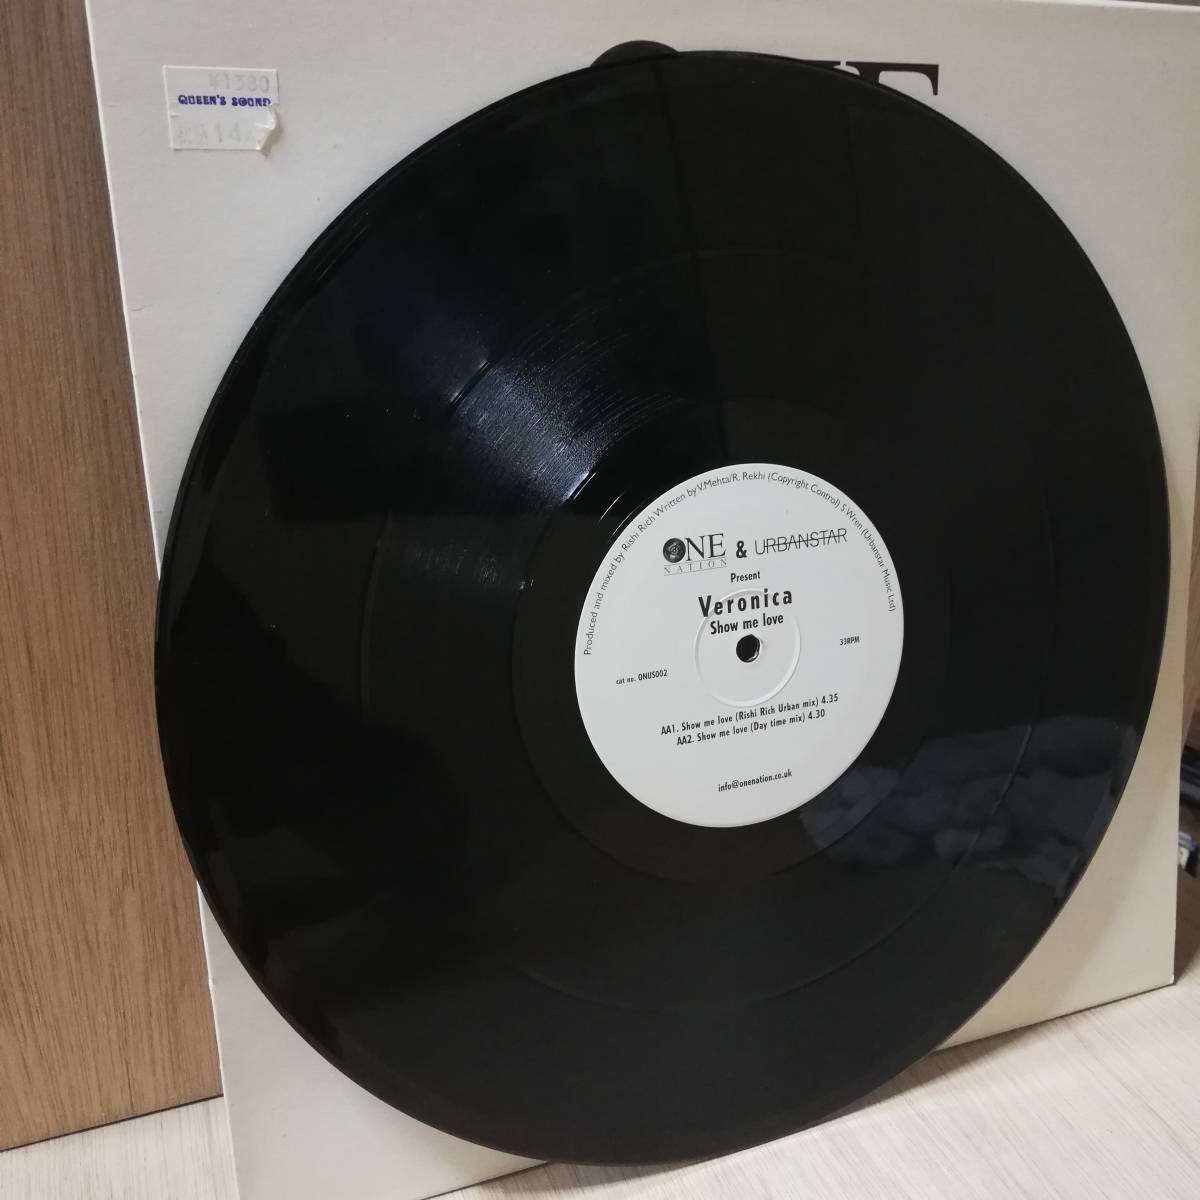 ¥1380
QUEEN'S SOUND
Produced and mixed by Rishi Rich Written by V.Mehta/R. Rekhi (Copyright Control) S.Wren (Urbanstar Music Ltd)
ONE & URBANSTAR
NATION
Present
Veronica
Show me love
33RPM
cat no. ONUS002
AA1. Show me love (Rishi Rich Urban mix) 4.35
AA2. Show me love (Day time mix) 4.30
info@onenation.co.uk